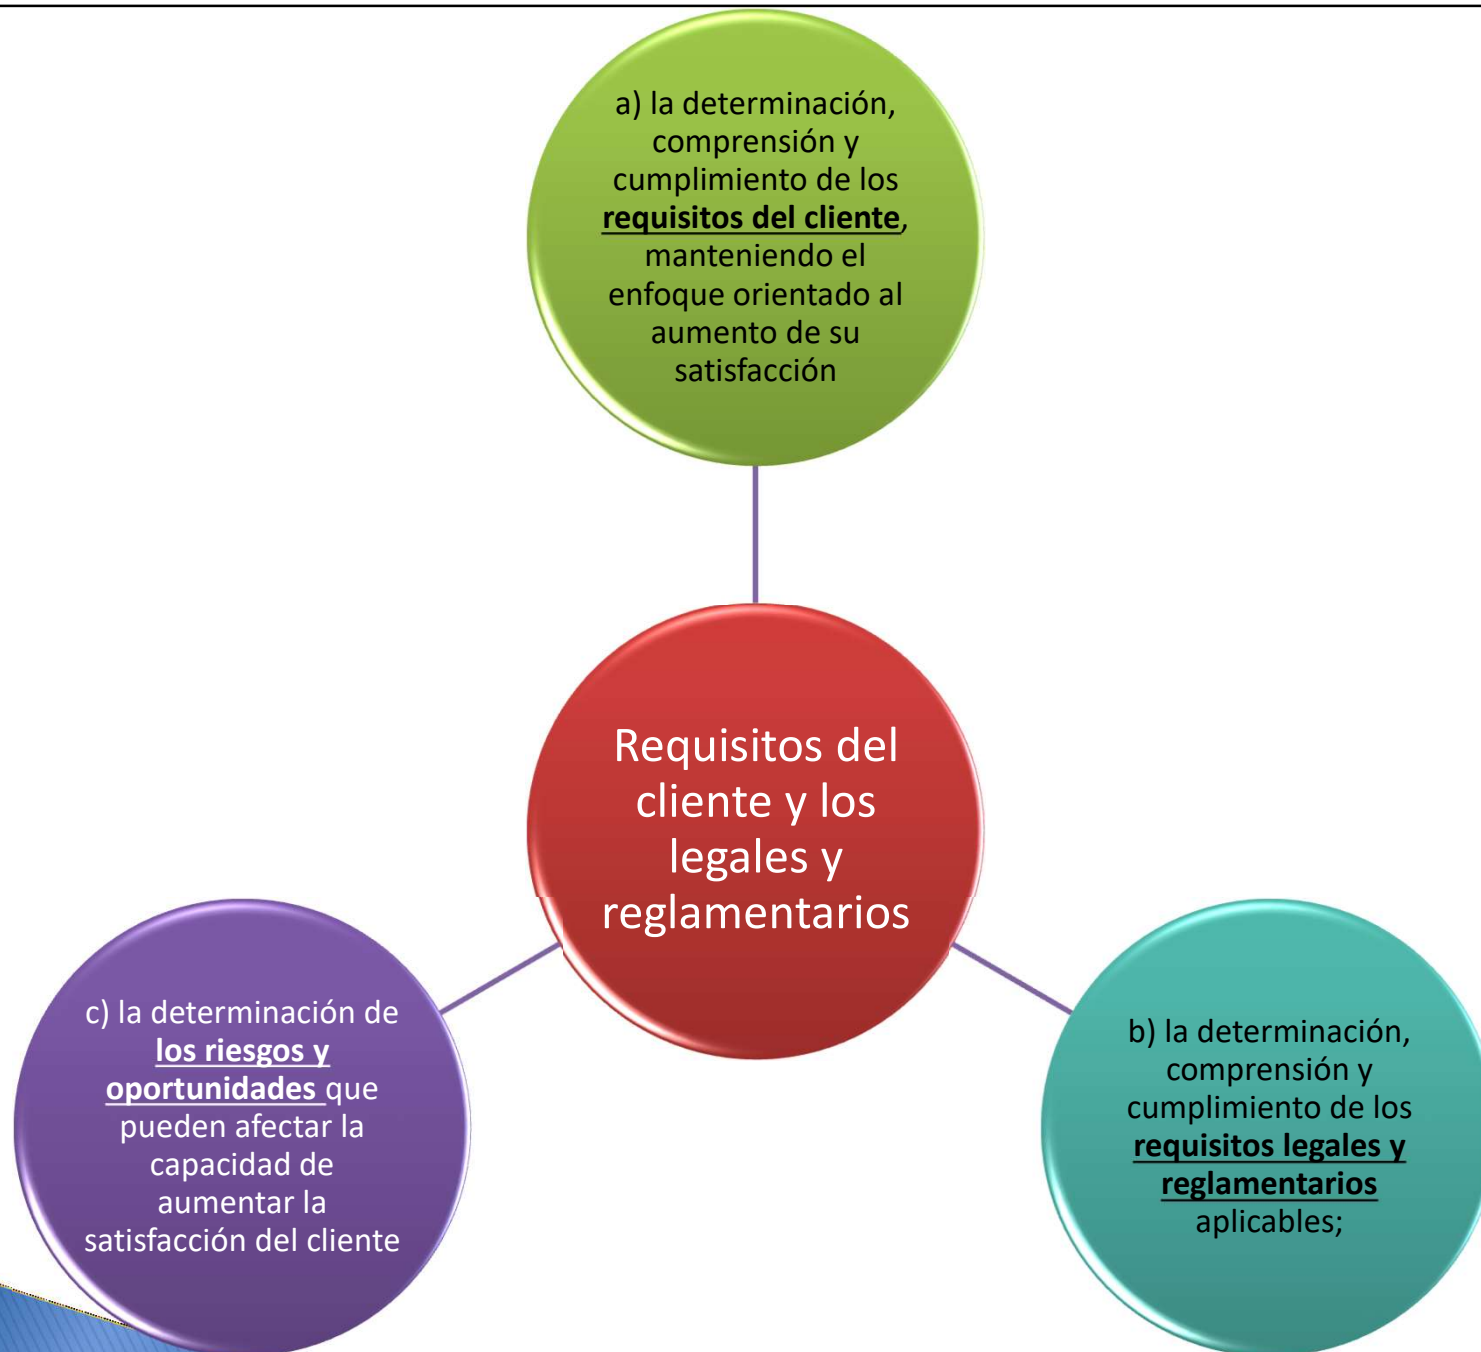 a) la determinación,
comprensión y
cumplimiento de los
requisitos del cliente,
manteniendo el
enfoque orientado al
aumento de su
satisfacción
Requisitos del
cliente y los
legales y
reglamentarios
b) la determinación,
comprensión y
cumplimiento de los
requisitos legales y
reglamentarios
aplicables;
c) la determinación de
los riesgos y
oportunidades que
pueden afectar la
capacidad de
aumentar la
satisfacción del cliente